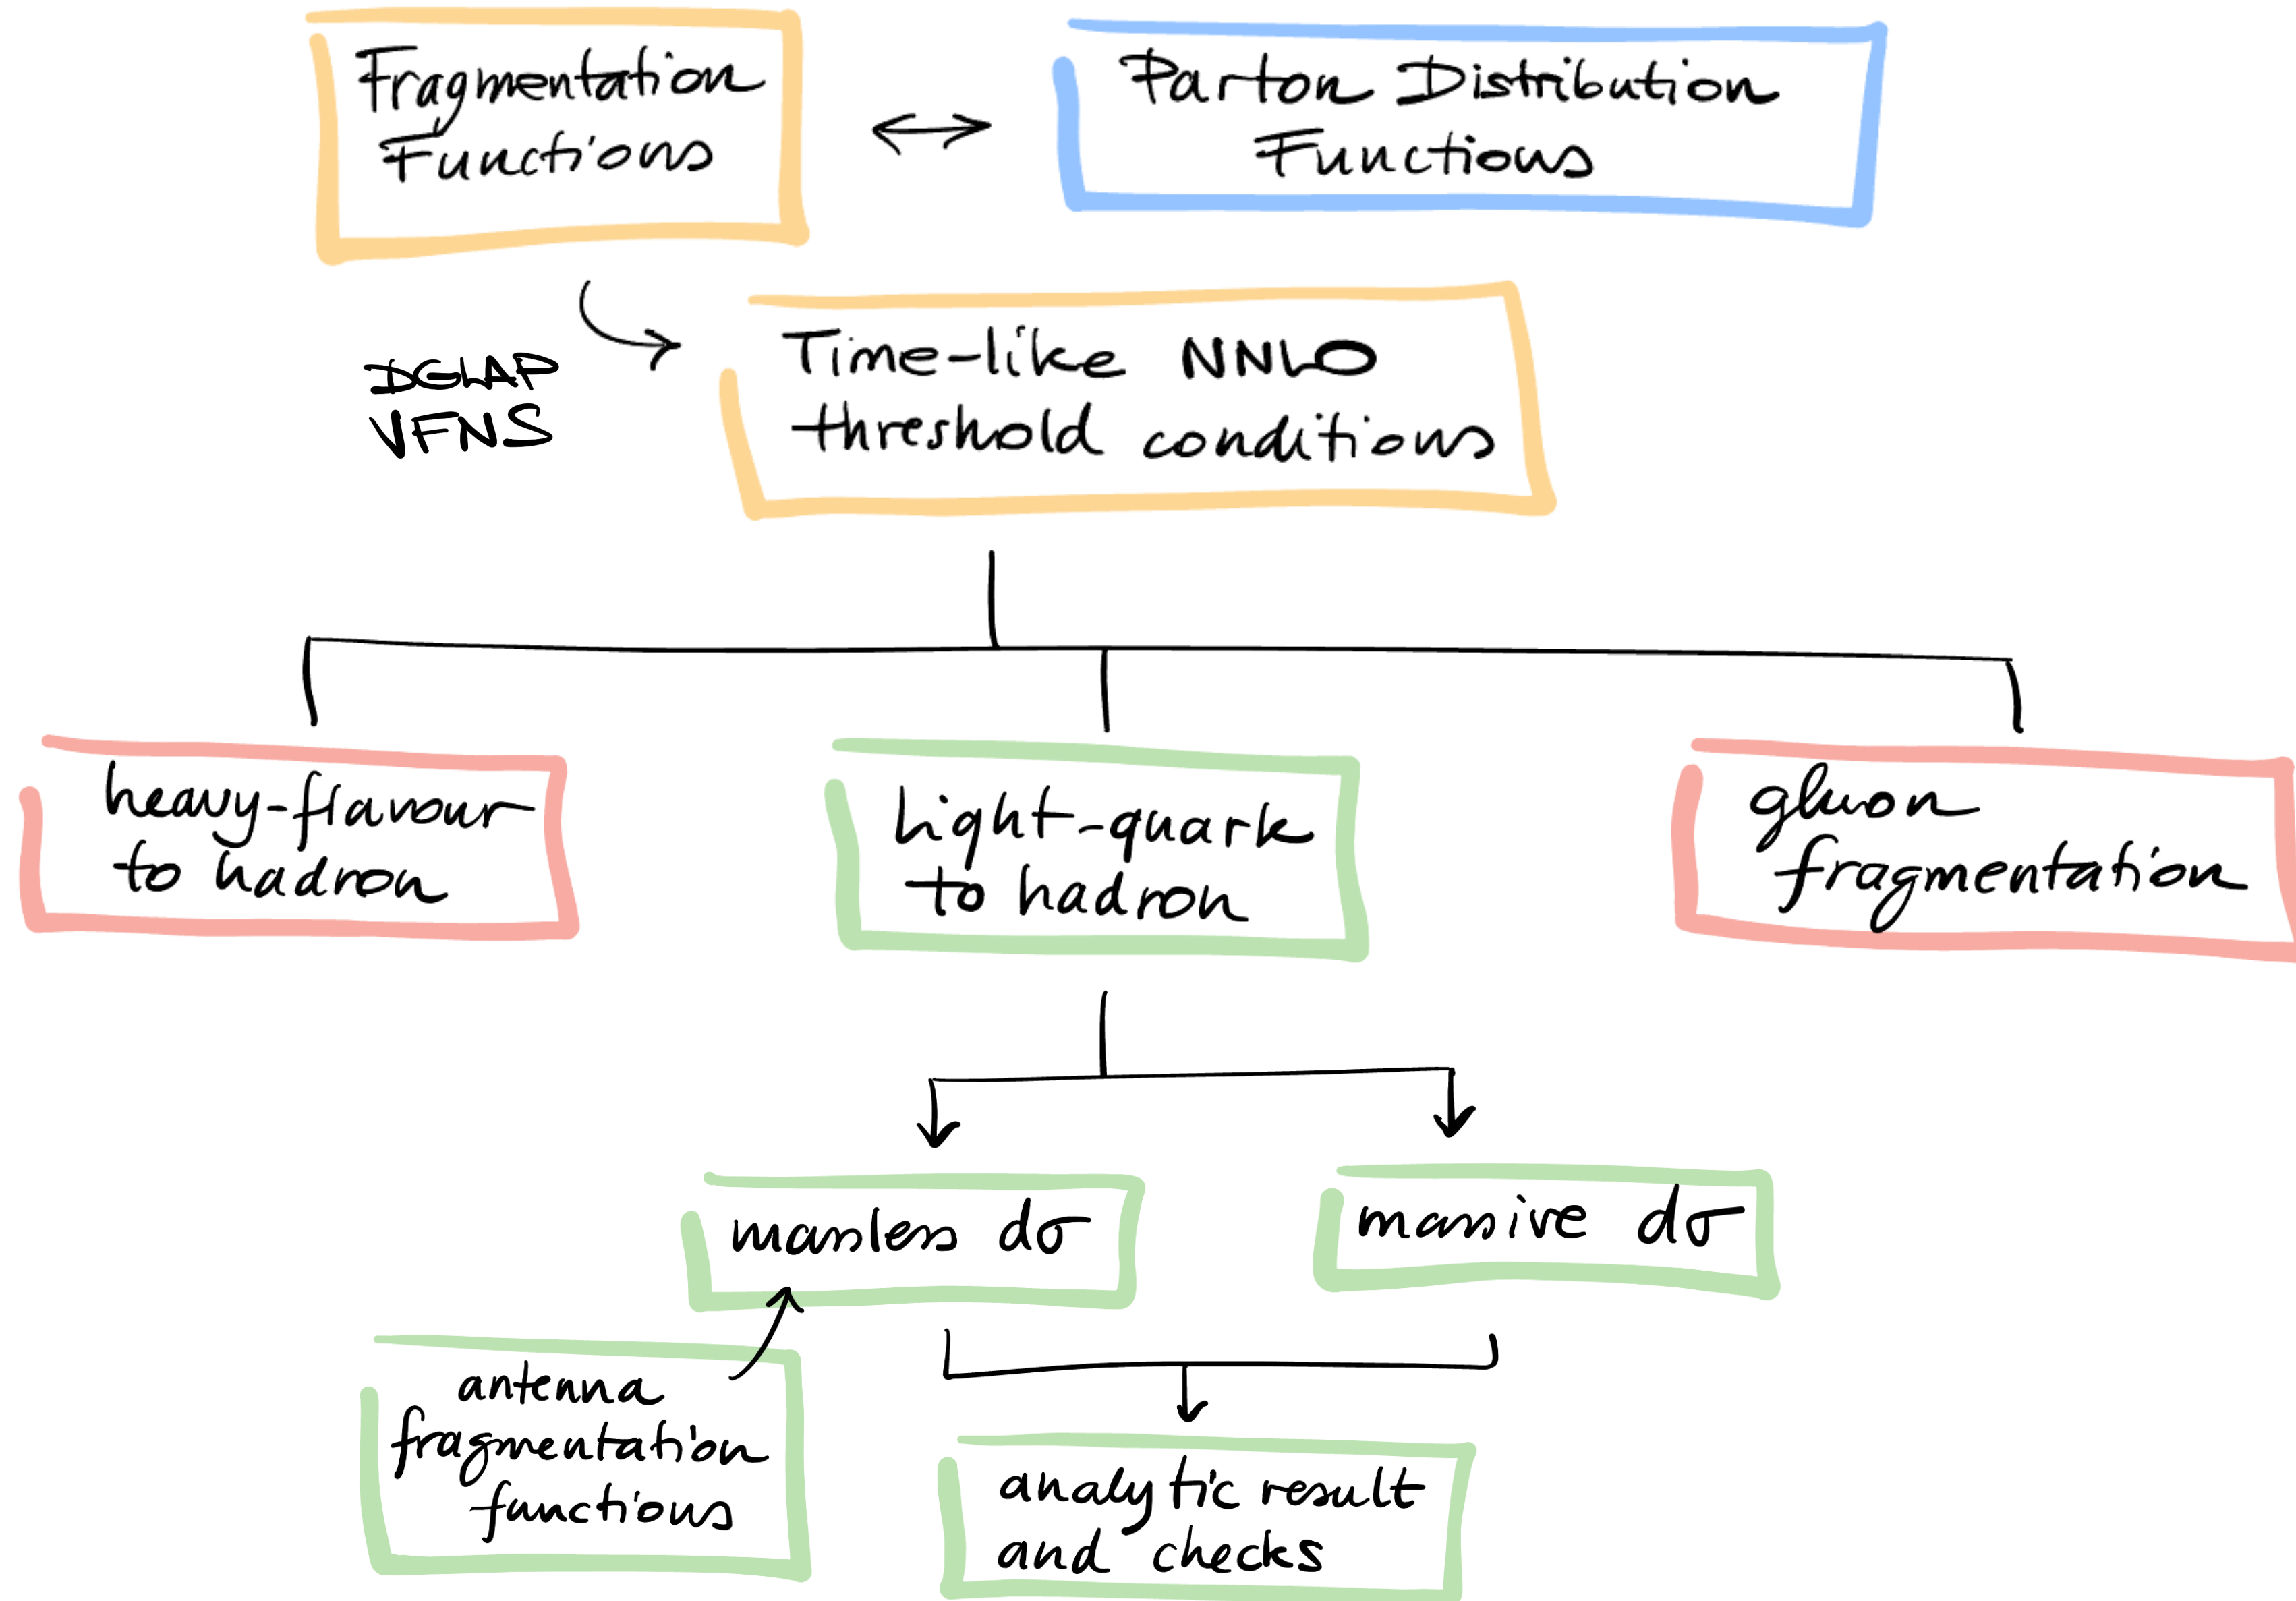 Fragmentation
Functions
Parton Distribution
Functions
DGLAP
VFNS
Time-like NNLO
threshold conditions
heavy-flavour
to hadron
light-quark
to hadron
gluon
fragmentation
massless dσ
massive dσ
antenna
fragmentation
functions
analytic result
and checks